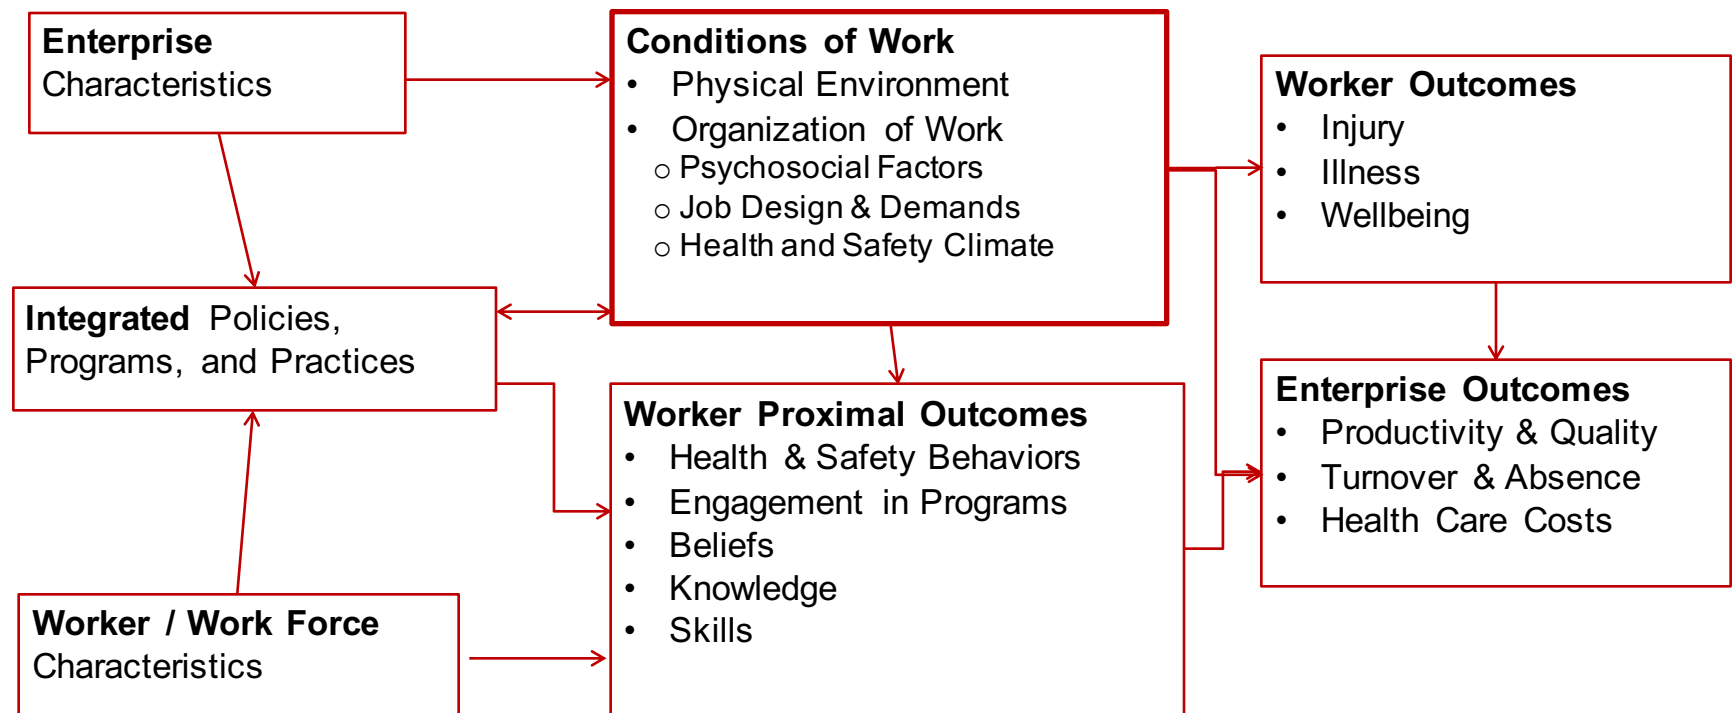 Enterprise
Characteristics
Conditions of Work
• Physical Environment
• Organization of Work
o Psychosocial Factors
o Job Design & Demands
o Health and Safety Climate
Worker Outcomes
• Injury
• Illness
• Wellbeing
Integrated Policies,
Programs, and Practices
Worker Proximal Outcomes
• Health & Safety Behaviors
• Engagement in Programs
• Beliefs
• Knowledge
• Skills
Enterprise Outcomes
• Productivity & Quality
• Turnover & Absence
• Health Care Costs
Worker / Work Force
Characteristics